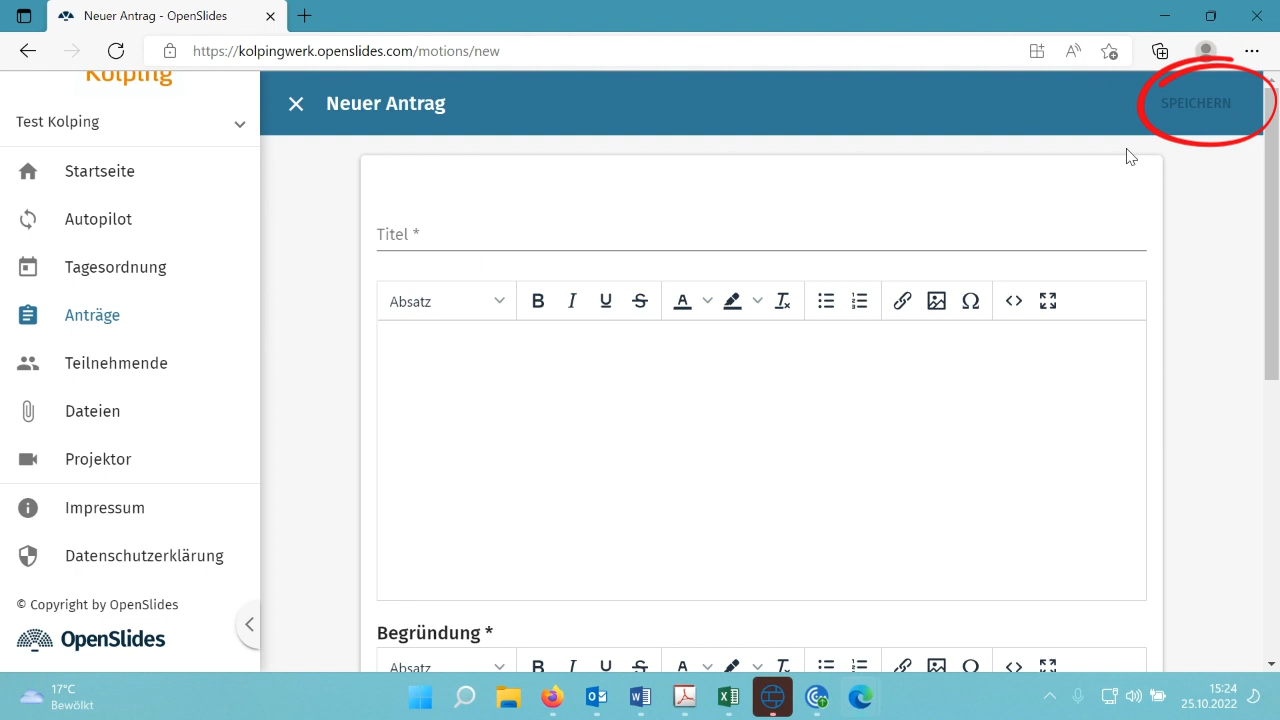 Neuer Antrag - OpenSlides
https://kolpingwerk.openslides.com/motions/new
Kolping
Test Kolping
Startseite
Autopilot
Tagesordnung
Anträge
Teilnehmende
Dateien
Projektor
Impressum
Datenschutzerklärung
© Copyright by OpenSlides
OpenSlides
Neuer Antrag
SPEICHERN
Titel *
Absatz
Begründung *
Absatz
17°C
Bewölkt
15:24
25.10.2022